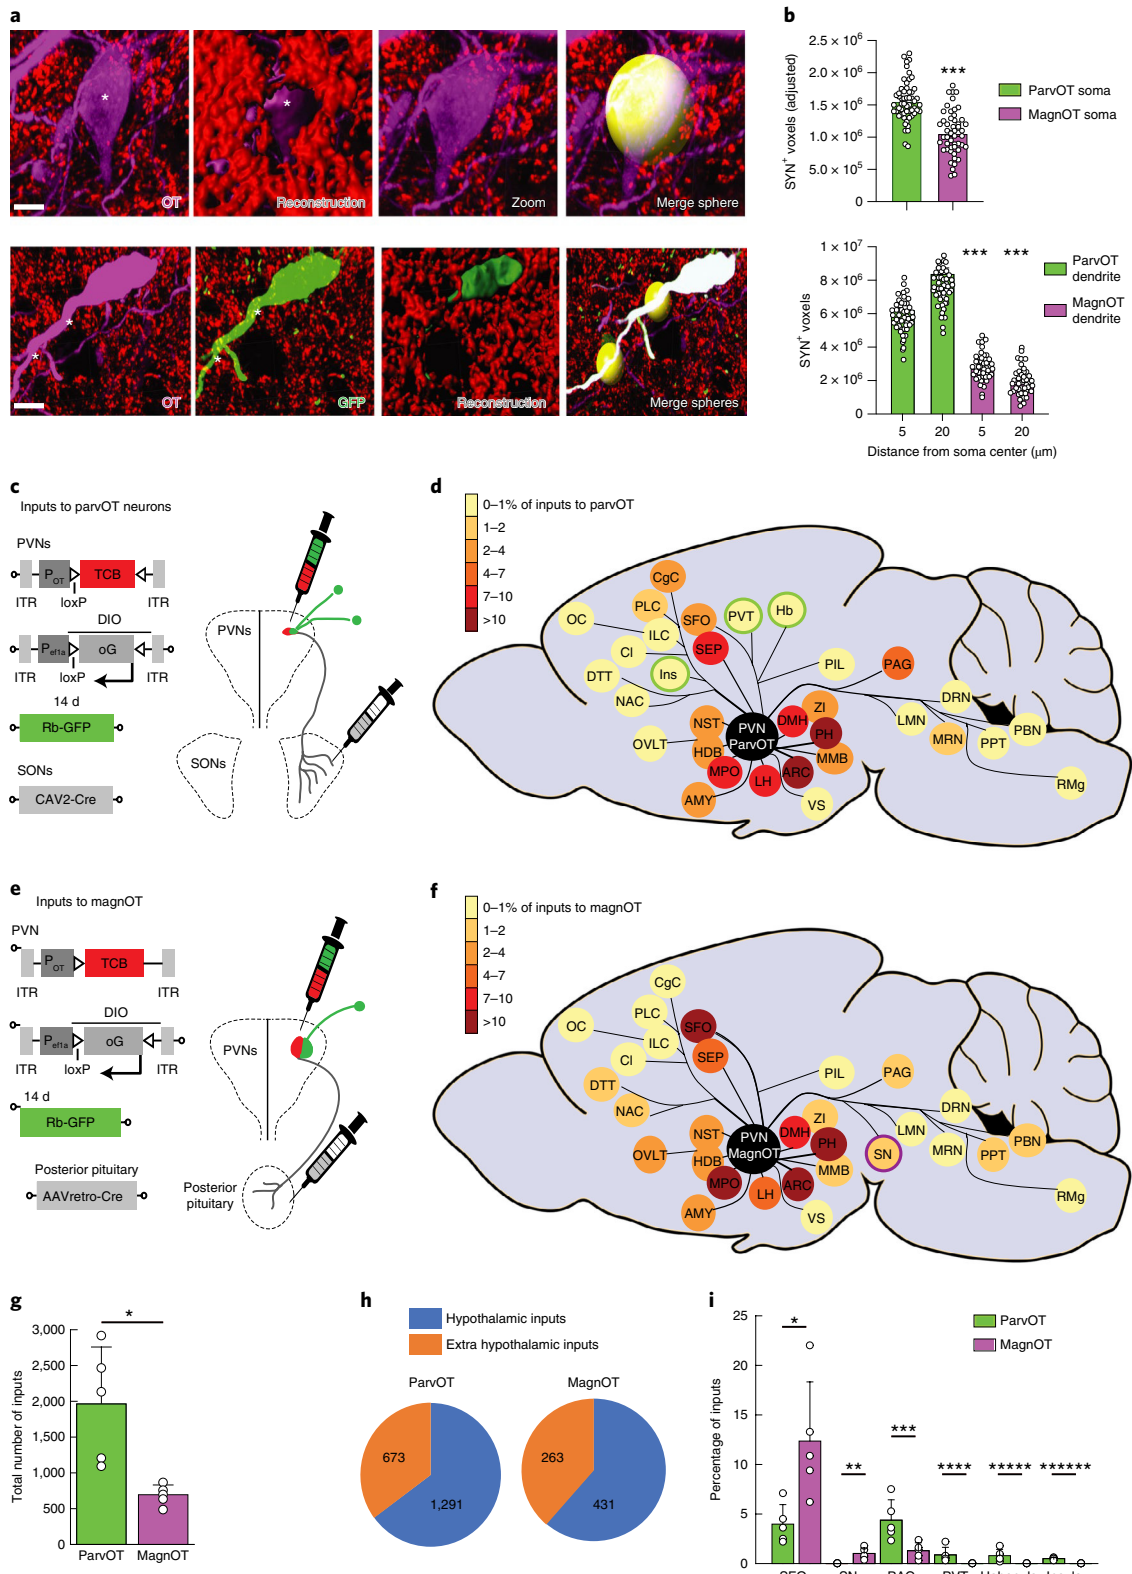 a
OT
Reconstruction
Zoom
Merge sphere
OT
GFP
Reconstruction
Merge spheres
b
SYN+ voxels (adjusted)
2.5 × 10⁶
2.0 × 10⁶
1.5 × 10⁶
1.0 × 10⁶
5.0 × 10⁵
0
***
ParvOT soma
MagnOT soma
SYN+ voxels
1 × 10⁷
8 × 10⁶
6 × 10⁶
4 × 10⁶
2 × 10⁶
0
*** ***
ParvOT dendrite
MagnOT dendrite
5 20 5 20
Distance from soma center (μm)
c
Inputs to parvOT neurons
PVNs
P_OT TCB
ITR loxP ITR
DIO
P_ef1a oG
ITR loxP ITR
14 d
Rb-GFP
SONs
CAV2-Cre
PVNs
SONs
d
0–1% of inputs to parvOT
1–2
2–4
4–7
7–10
>10
CgC
PLC
SFO
PVT
Hb
OC
ILC
SEP
CI
Ins
PIL
PAG
DTT
NAC
DRN
NST
PVN ParvOT
DMH
ZI
LMN
PBN
OVLT
HDB
PH
MRN
PPT
MPO
LH
ARC
MMB
AMY
VS
RMg
e
Inputs to magnOT
PVN
P_OT TCB
ITR ITR
DIO
P_ef1a oG
ITR loxP ITR
14 d
Rb-GFP
Posterior pituitary
AAVretro-Cre
PVNs
Posterior pituitary
f
0–1% of inputs to magnOT
1–2
2–4
4–7
7–10
>10
CgC
PLC
SFO
OC
ILC
SEP
CI
PIL
PAG
DTT
NAC
DRN
NST
PVN MagnOT
DMH
ZI
LMN
PBN
OVLT
HDB
PH
SN
MRN
PPT
MPO
LH
ARC
MMB
AMY
VS
RMg
g
Total number of inputs
3,000
2,500
2,000
1,500
1,000
500
0
*
ParvOT MagnOT
h
Hypothalamic inputs
Extra hypothalamic inputs
ParvOT
673
1,291
MagnOT
263
431
i
Percentage of inputs
25
20
15
10
5
0
* ** *** **** ***** ******
ParvOT
MagnOT